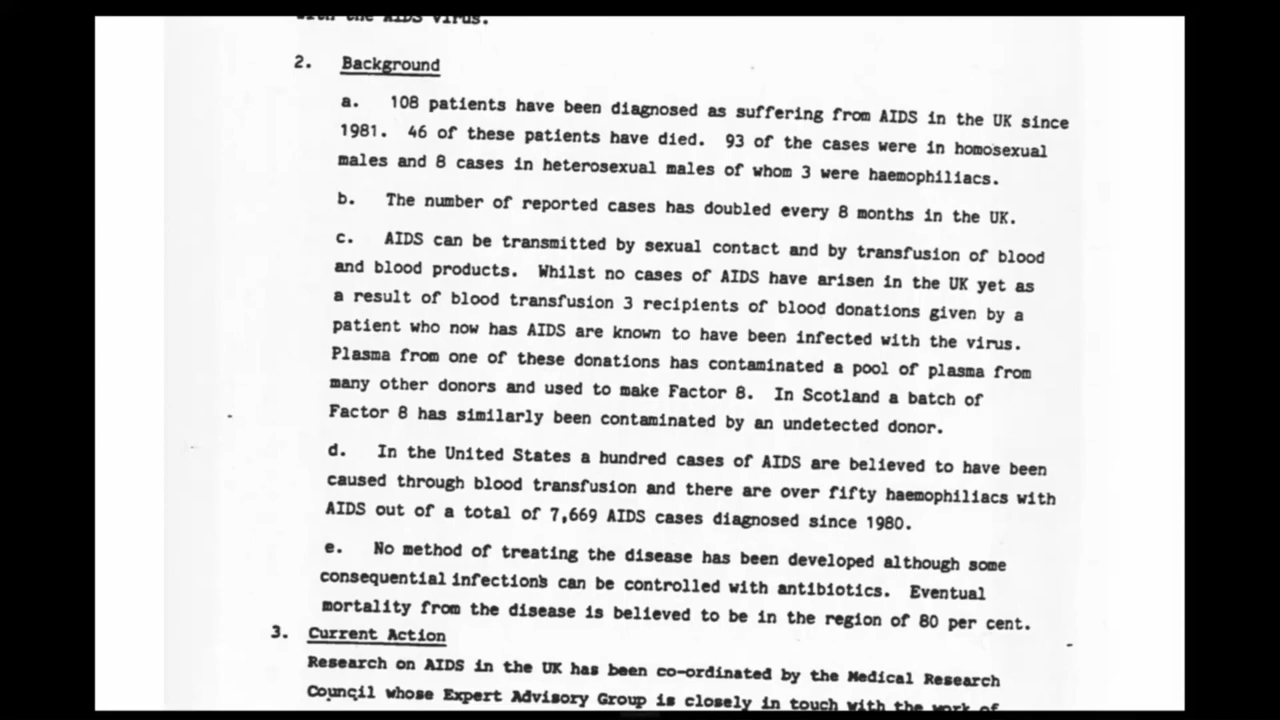 with the AIDS virus.
2. Background
a. 108 patients have been diagnosed as suffering from AIDS in the UK since
1981. 46 of these patients have died. 93 of the cases were in homosexual
males and 8 cases in heterosexual males of whom 3 were haemophiliacs.
b. The number of reported cases has doubled every 8 months in the UK.
c. AIDS can be transmitted by sexual contact and by transfusion of blood
and blood products. Whilst no cases of AIDS have arisen in the UK yet as
a result of blood transfusion 3 recipients of blood donations given by a
patient who now has AIDS are known to have been infected with the virus.
Plasma from one of these donations has contaminated a pool of plasma from
many other donors and used to make Factor 8. In Scotland a batch of
Factor 8 has similarly been contaminated by an undetected donor.
d. In the United States a hundred cases of AIDS are believed to have been
caused through blood transfusion and there are over fifty haemophiliacs with
AIDS out of a total of 7,669 AIDS cases diagnosed since 1980.
e. No method of treating the disease has been developed although some
consequential infections can be controlled with antibiotics. Eventual
mortality from the disease is believed to be in the region of 80 per cent.
3. Current Action
Research on AIDS in the UK has been co-ordinated by the Medical Research
Council whose Expert Advisory Group is closely in touch with the work of